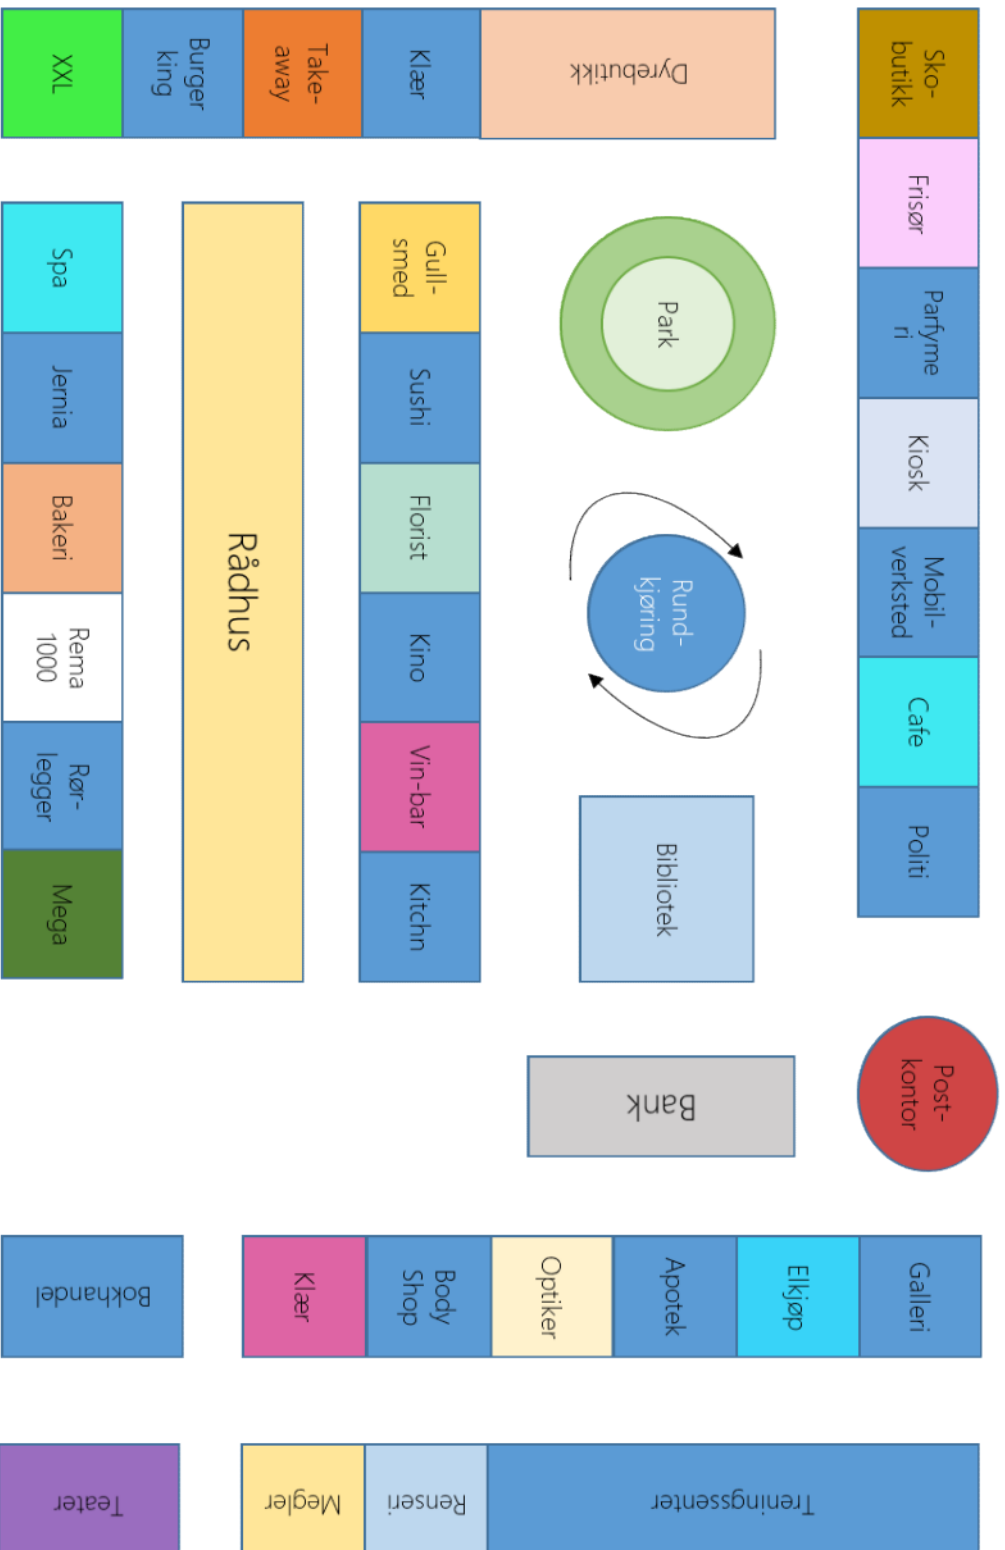 XXL
Burger
king
Take-
away
Klær
Dyrebutikk
Sko-
butikk
Frisør
Parfyme
ri
Kiosk
Mobil-
verksted
Cafe
Politi
Spa
Jernia
Bakeri
Rema
1000
Rør-
legger
Mega
Rådhus
Gull-
smed
Sushi
Florist
Kino
Vin-bar
Kitchn
Park
Rund-
kjøring
Bibliotek
Bank
Post-
kontor
Bokhandel
Klær
Body
Shop
Optiker
Apotek
Elkjøp
Galleri
Teater
Megler
Renseri
Treningssenter